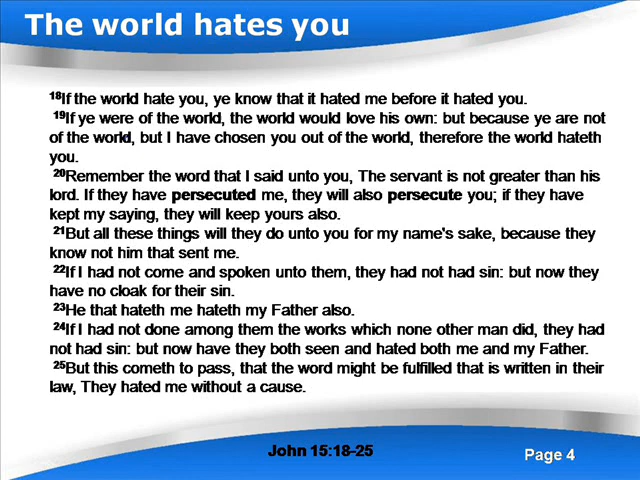 The world hates you
¹⁸If the world hate you, ye know that it hated me before it hated you.
¹⁹If ye were of the world, the world would love his own: but because ye are not
of the world, but I have chosen you out of the world, therefore the world hateth
you.
²⁰Remember the word that I said unto you, The servant is not greater than his
lord. If they have persecuted me, they will also persecute you; if they have
kept my saying, they will keep yours also.
²¹But all these things will they do unto you for my name's sake, because they
know not him that sent me.
²²If I had not come and spoken unto them, they had not had sin: but now they
have no cloak for their sin.
²³He that hateth me hateth my Father also.
²⁴If I had not done among them the works which none other man did, they had
not had sin: but now have they both seen and hated both me and my Father.
²⁵But this cometh to pass, that the word might be fulfilled that is written in their
law, They hated me without a cause.
John 15:18-25
Page 4